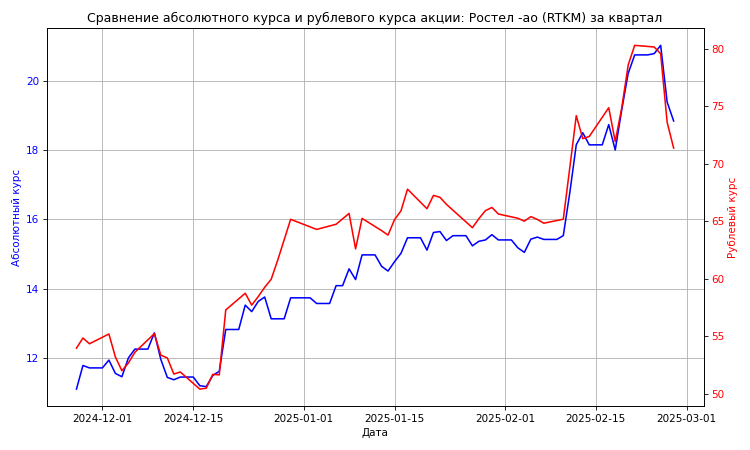 Сравнение абсолютного курса и рублевого курса акции: Ростел -ао (RTKM) за квартал
Абсолютный курс
20
18
16
14
12
80
75
70
65
60
55
50
Рублевый курс
2024-12-01 2024-12-15 2025-01-01 2025-01-15 2025-02-01 2025-02-15 2025-03-01
Дата